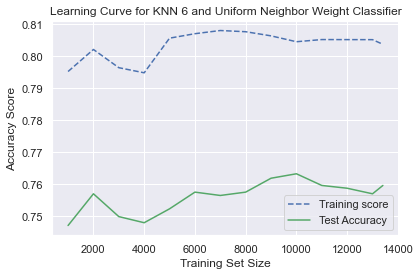 Learning Curve for KNN 6 and Uniform Neighbor Weight Classifier
0.81
0.80
0.79
0.78
0.77
0.76
0.75
Accuracy Score
Training score
Test Accuracy
2000 4000 6000 8000 10000 12000 14000
Training Set Size